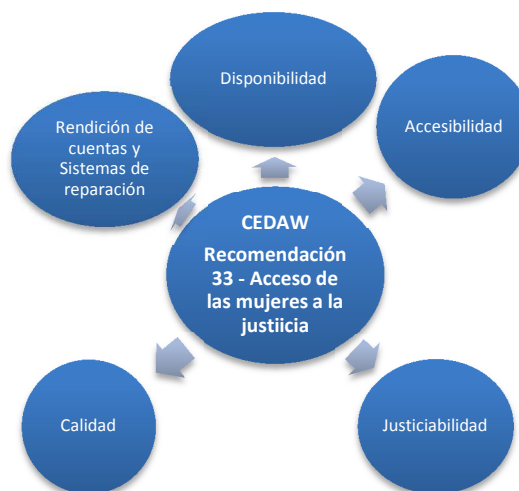 Disponibilidad
Rendición de
cuentas y
Sistemas de
reparación
Accesibilidad
CEDAW
Recomendación
33 - Acceso de
las mujeres a la
justiicia
Calidad
Justiciabilidad